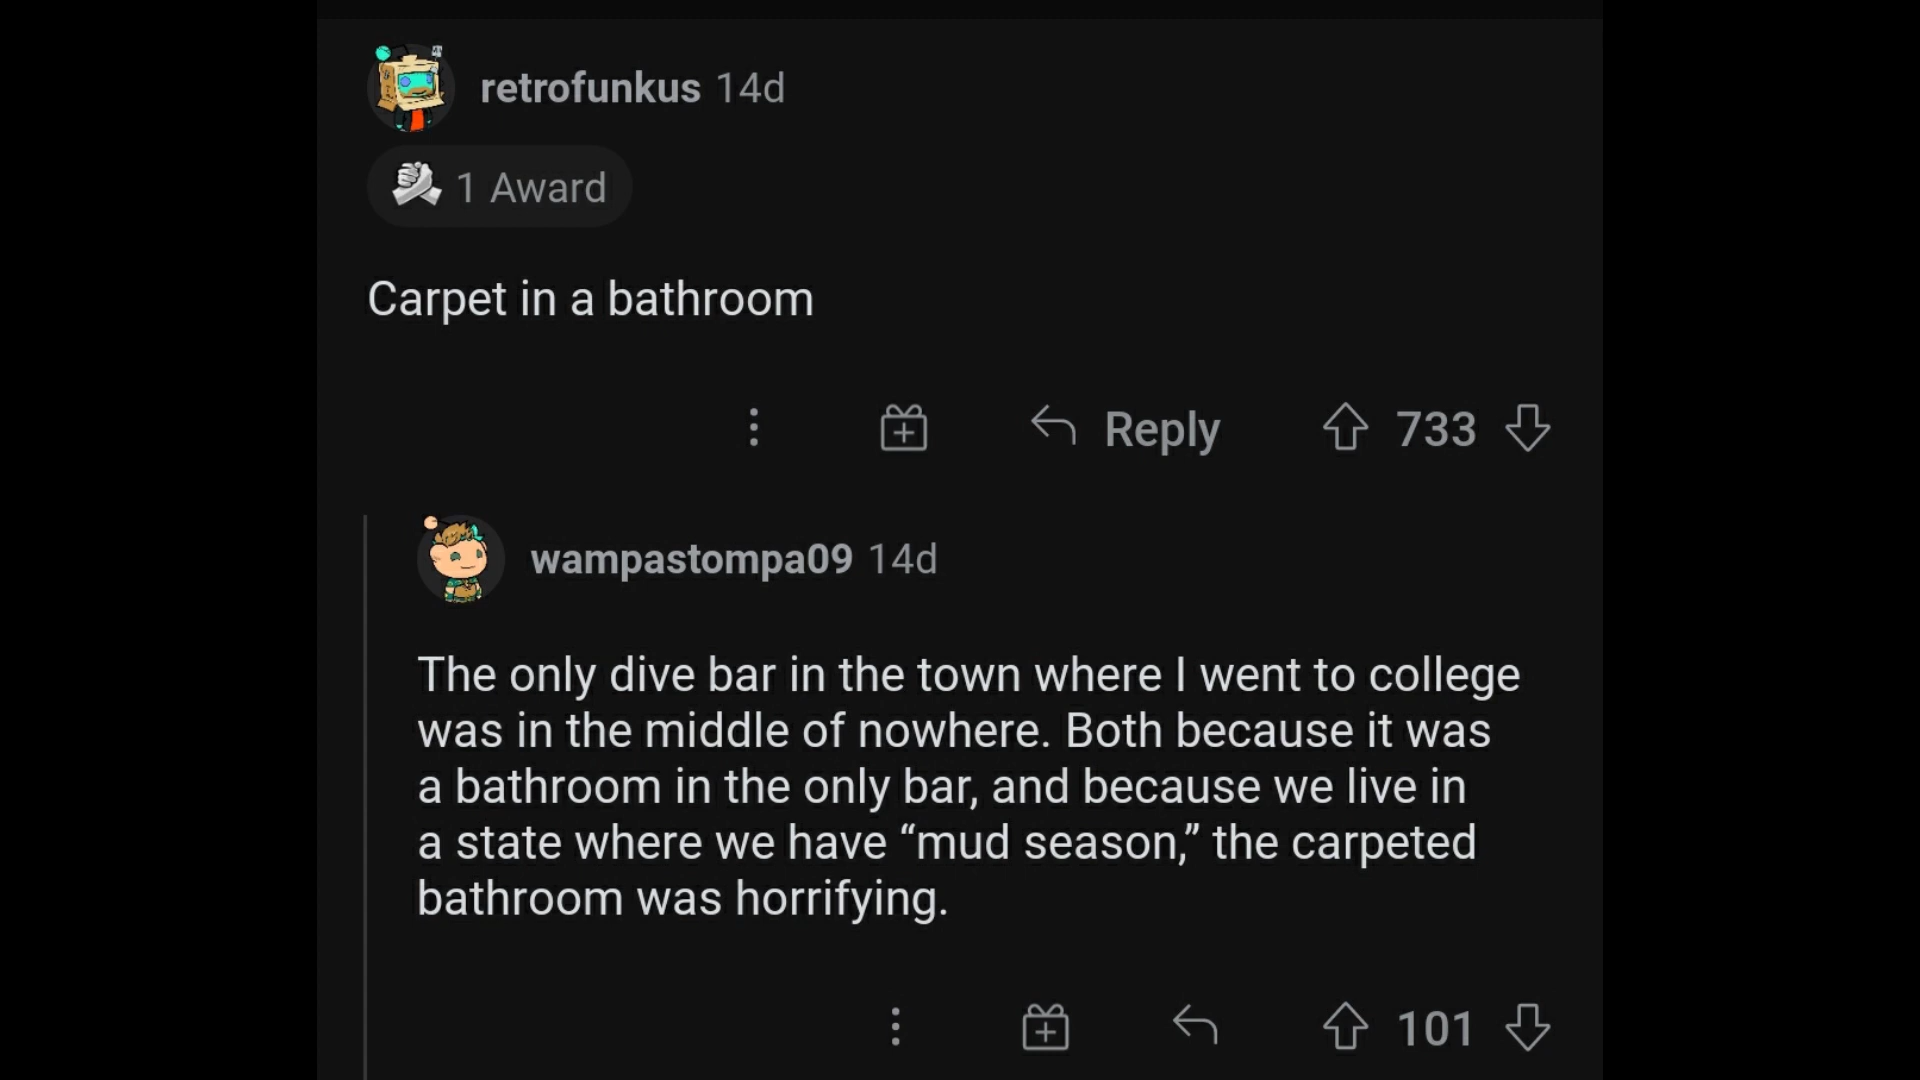 retrofunkus 14d
1 Award
Carpet in a bathroom
Reply 733
wampastompa09 14d
The only dive bar in the town where I went to college
was in the middle of nowhere. Both because it was
a bathroom in the only bar, and because we live in
a state where we have “mud season,” the carpeted
bathroom was horrifying.
101